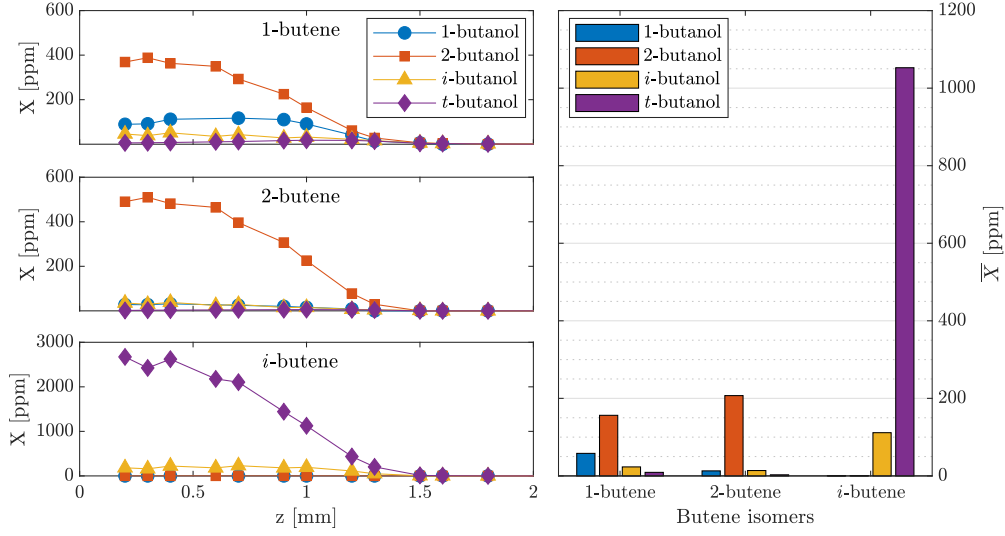 600
400
200
X [ppm]
1-butene
1-butanol
2-butanol
i-butanol
t-butanol
600
400
200
X [ppm]
2-butene
3000
2000
1000
0
X [ppm]
i-butene
0
0.5
1
1.5
2
z [mm]
1-butanol
2-butanol
i-butanol
t-butanol
1200
1000
800
600
400
200
0
X̅ [ppm]
1-butene
2-butene
i-butene
Butene isomers